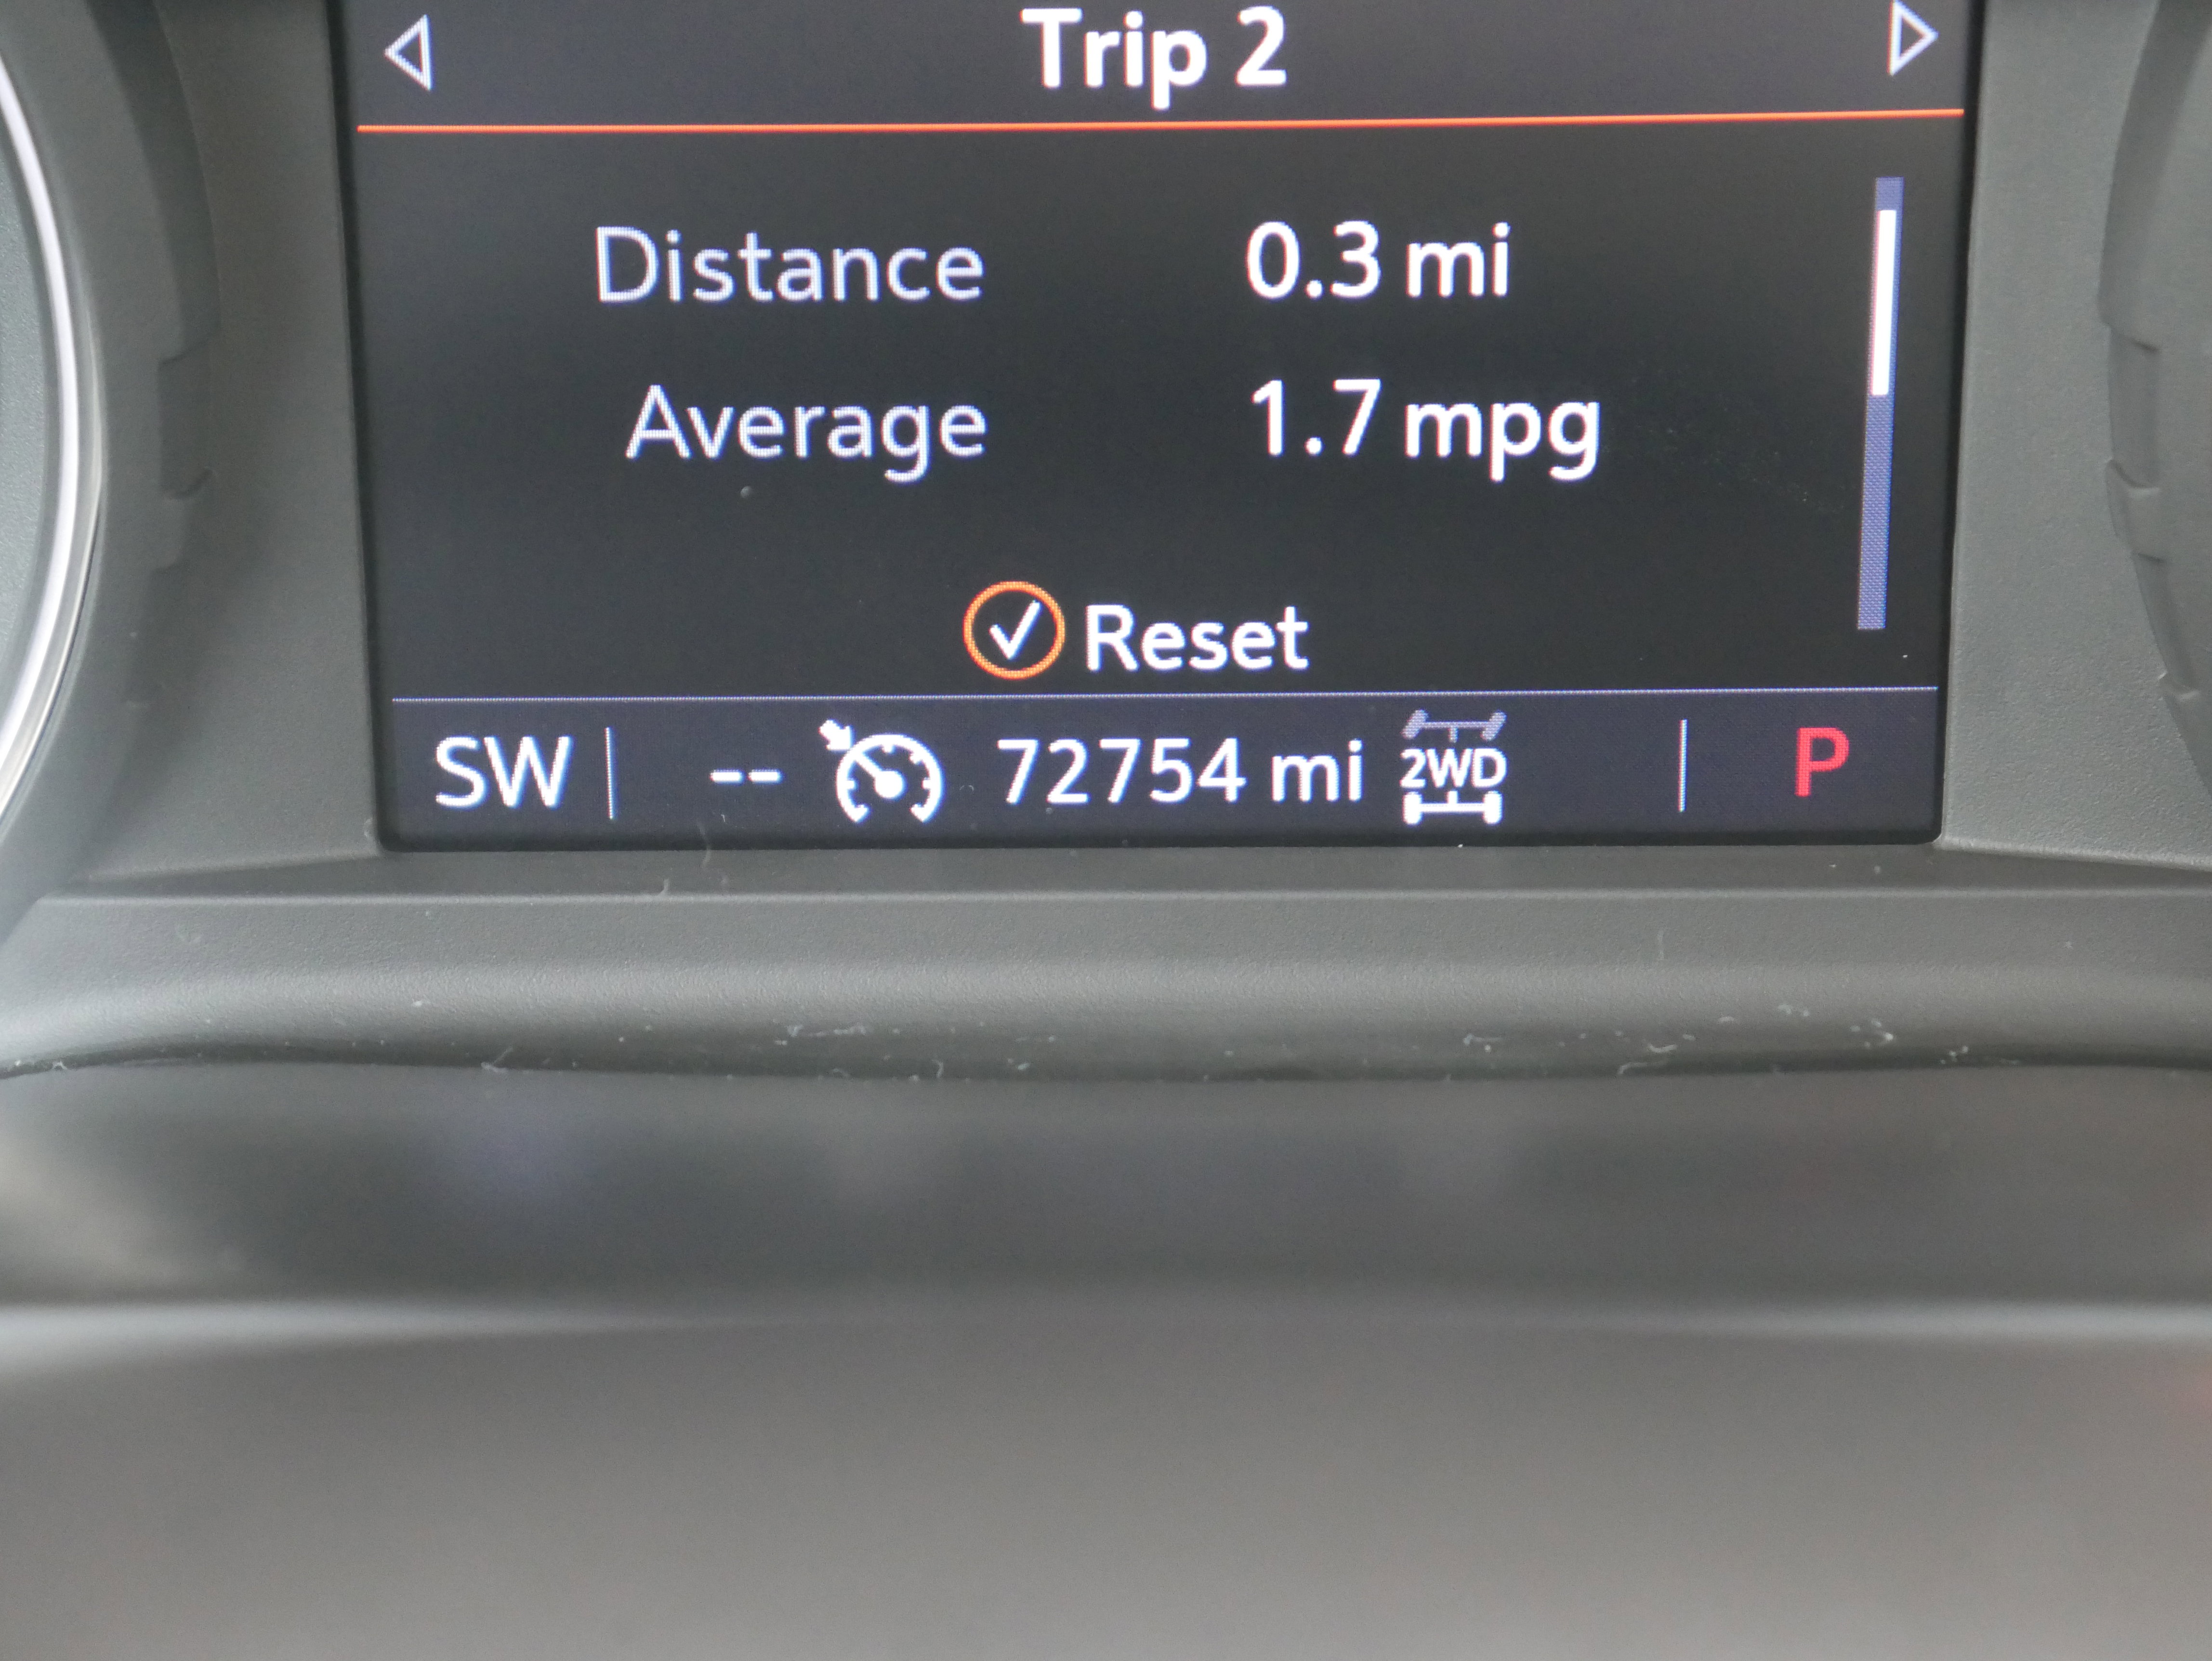 Trip 2
Distance 0.3 mi
Average 1.7 mpg
Reset
SW -- 72754 mi 2WD P